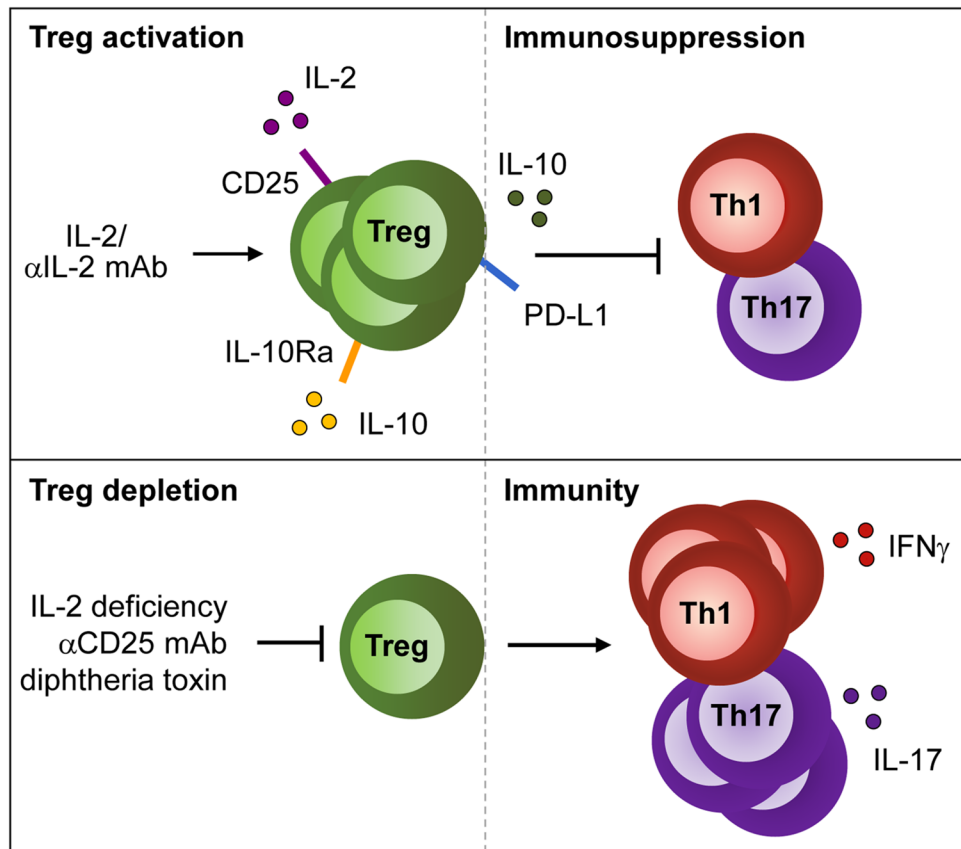 Treg activation
Immunosuppression
IL-2
CD25
IL-2/
αIL-2 mAb
Treg
IL-10Ra
IL-10
IL-10
PD-L1
Th1
Th17
Treg depletion
Immunity
IL-2 deficiency
αCD25 mAb
diphtheria toxin
Treg
Th1
IFNγ
Th17
IL-17